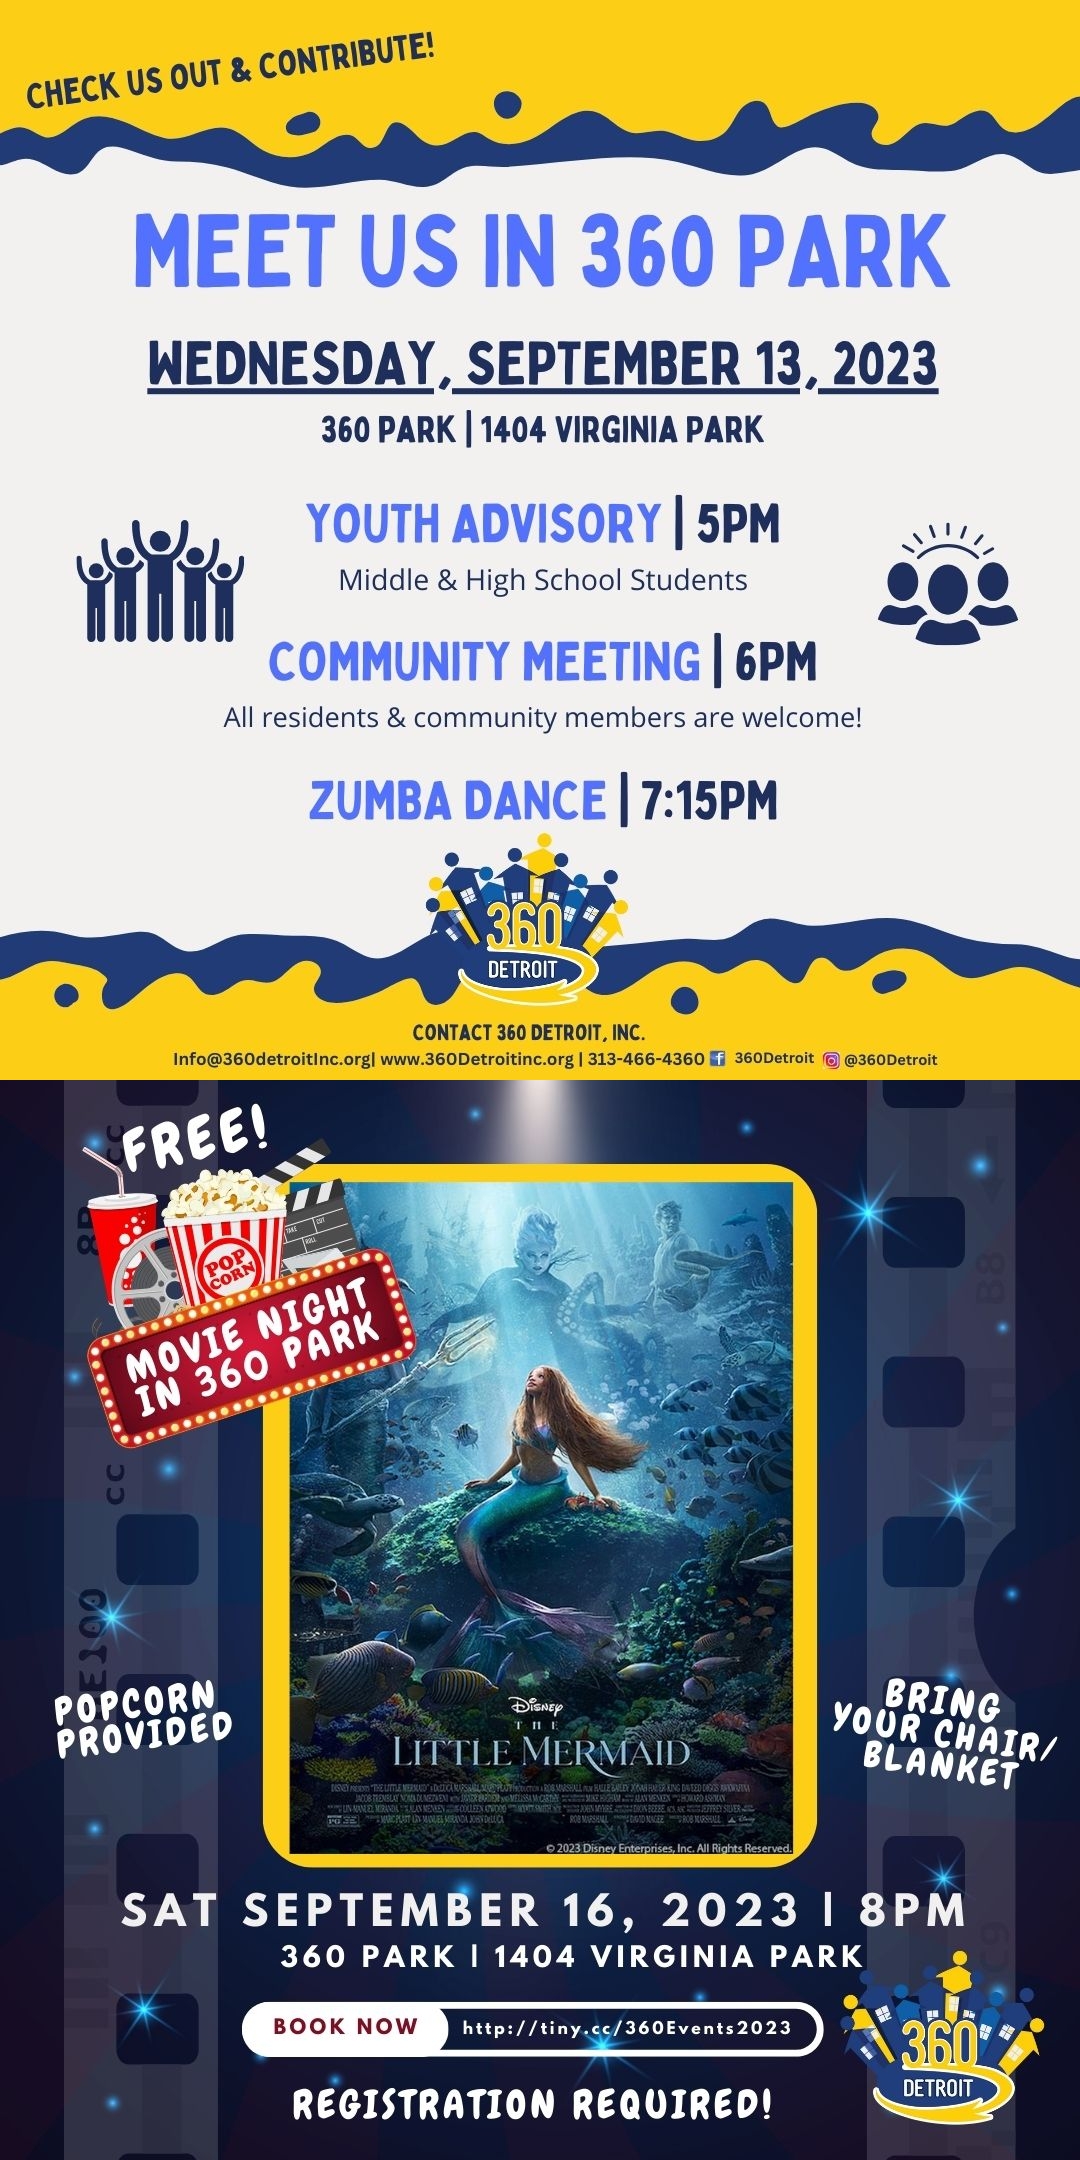 CHECK US OUT & CONTRIBUTE!
MEET US IN 360 PARK
WEDNESDAY, SEPTEMBER 13, 2023
360 PARK | 1404 VIRGINIA PARK
YOUTH ADVISORY | 5PM
Middle & High School Students
COMMUNITY MEETING | 6PM
All residents & community members are welcome!
ZUMBA DANCE | 7:15PM
360
DETROIT
CONTACT 360 DETROIT, INC.
Info@360detroitInc.org| www.360Detroitinc.org | 313-466-4360 360Detroit @360Detroit
FREE!
TAKE CUT
ROLL
POP
CORN
MOVIE NIGHT
IN 360 PARK
POPCORN
PROVIDED
BRING
YOUR CHAIR/
BLANKET
DISNEY
THE
LITTLE MERMAID
© 2023 Disney Enterprises, Inc. All Rights Reserved.
SAT SEPTEMBER 16, 2023 | 8PM
360 PARK | 1404 VIRGINIA PARK
BOOK NOW http://tiny.cc/360Events2023
REGISTRATION REQUIRED!
360
DETROIT